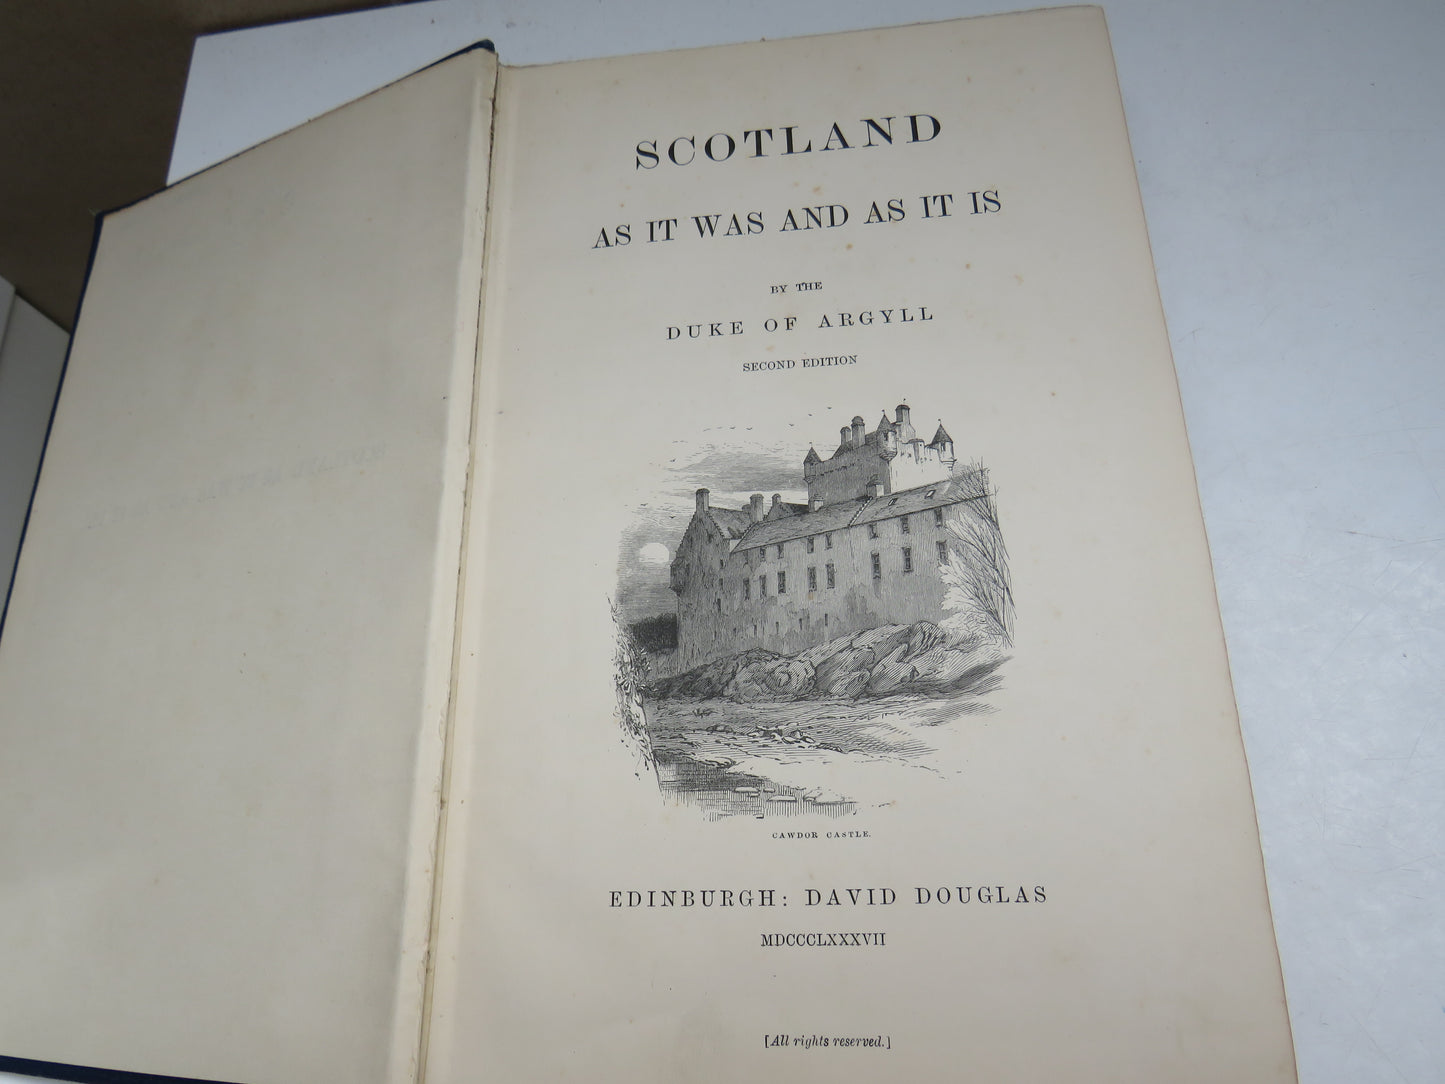 SCOTLAND
AS IT WAS AND AS IT IS
BY THE
DUKE OF ARGYLL
SECOND EDITION
CAWDOR CASTLE.
EDINBURGH: DAVID DOUGLAS
MDCCCLXXXVII
[All rights reserved.]